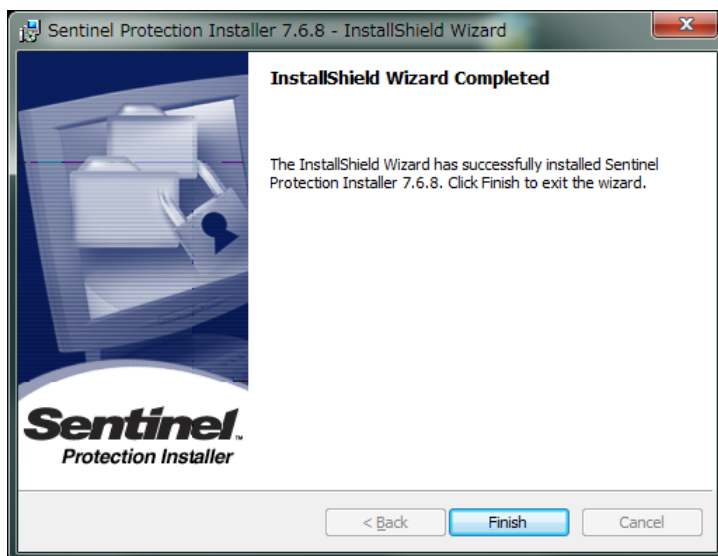 Sentinel Protection Installer 7.6.8 - InstallShield Wizard
InstallShield Wizard Completed
The InstallShield Wizard has successfully installed Sentinel
Protection Installer 7.6.8. Click Finish to exit the wizard.
Sentinel™
Protection Installer
< Back
Finish
Cancel